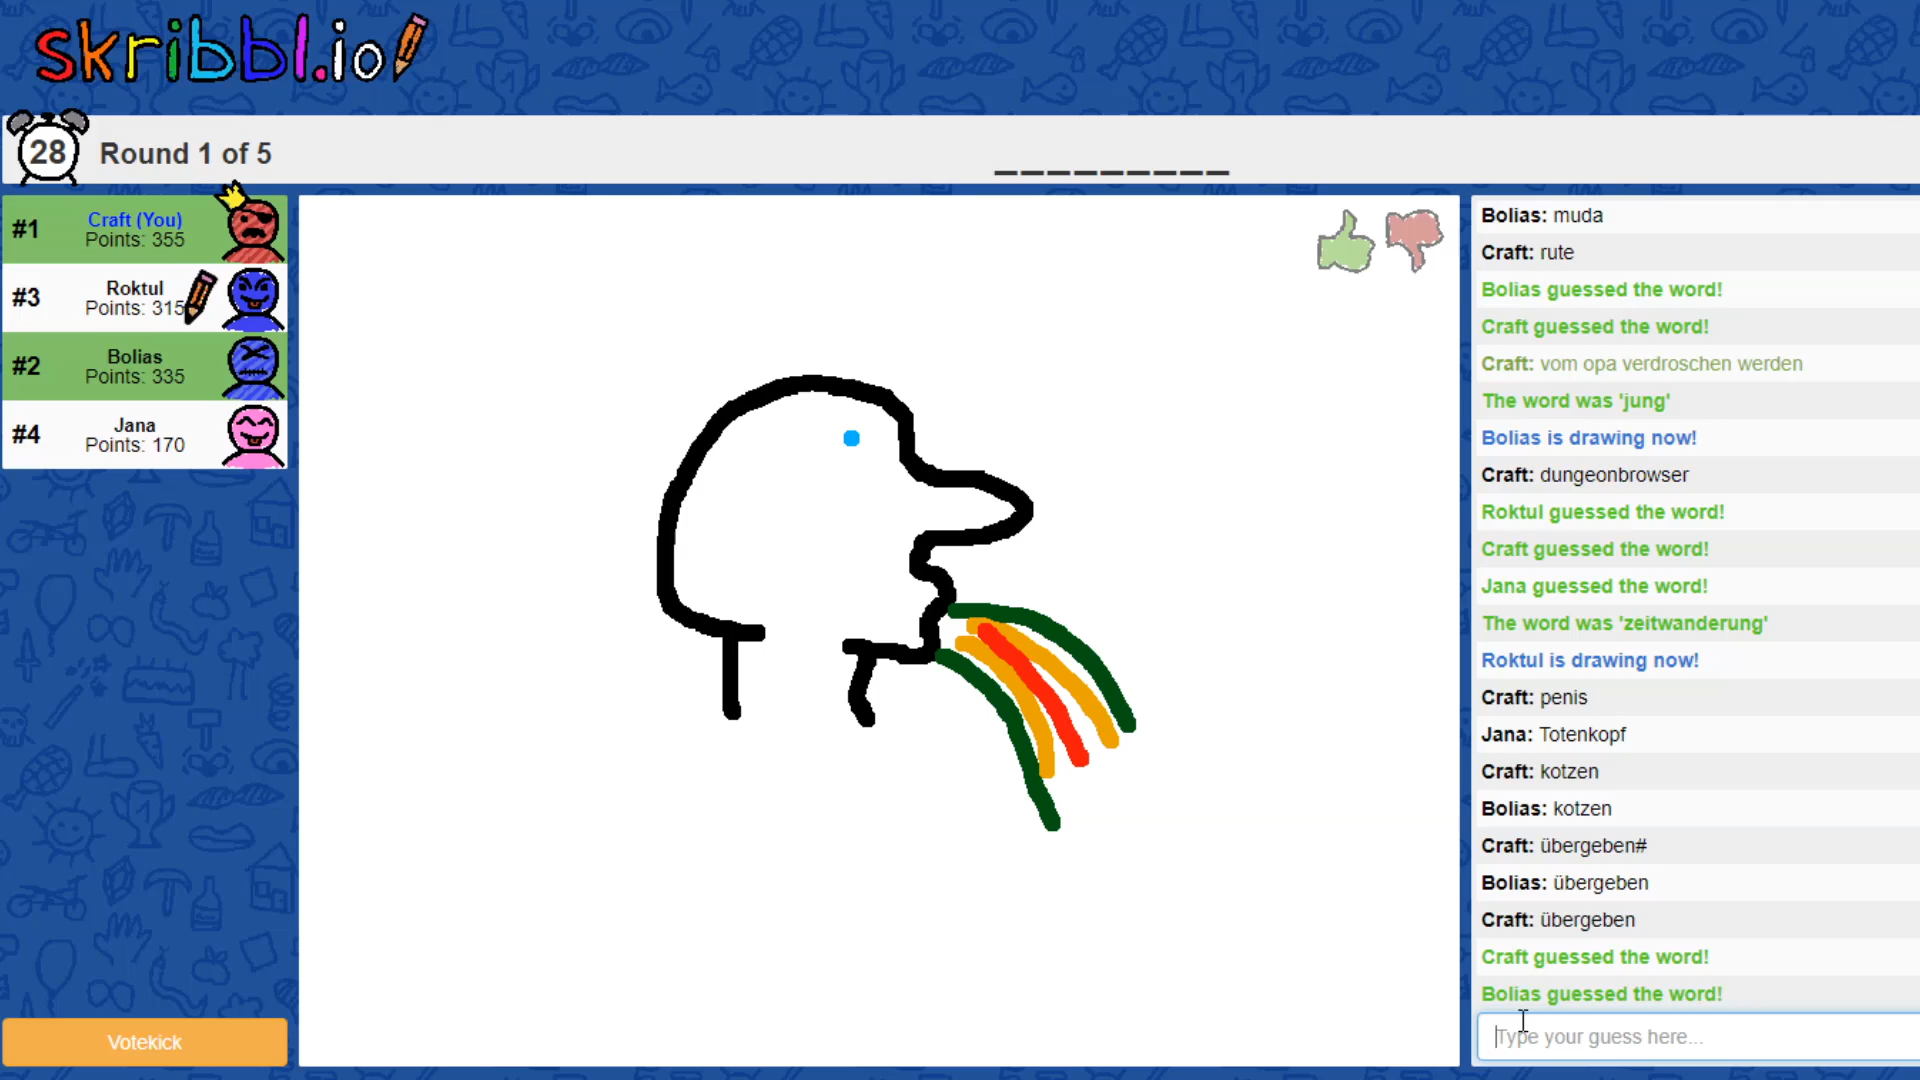 skribbl.io
28
Round 1 of 5
_________
#1
Craft (You)
Points: 355
#3
Roktul
Points: 315
#2
Bolias
Points: 335
#4
Jana
Points: 170
Votekick
Bolias: muda
Craft: rute
Bolias guessed the word!
Craft guessed the word!
Craft: vom opa verdroschen werden
The word was 'jung'
Bolias is drawing now!
Craft: dungeonbrowser
Roktul guessed the word!
Craft guessed the word!
Jana guessed the word!
The word was 'zeitwanderung'
Roktul is drawing now!
Craft: penis
Jana: Totenkopf
Craft: kotzen
Bolias: kotzen
Craft: übergeben#
Bolias: übergeben
Craft: übergeben
Craft guessed the word!
Bolias guessed the word!
Type your guess here...